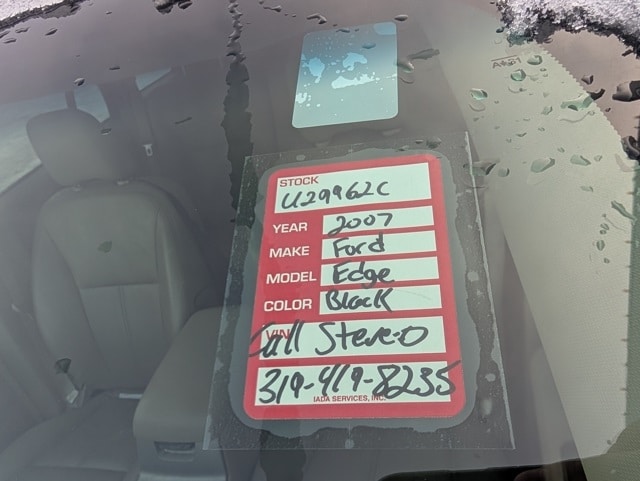 STOCK
U29962C
YEAR 2007
MAKE Ford
MODEL Edge
COLOR Black
VIN
Call Steve-O
319-419-8235
IADA SERVICES, INC.